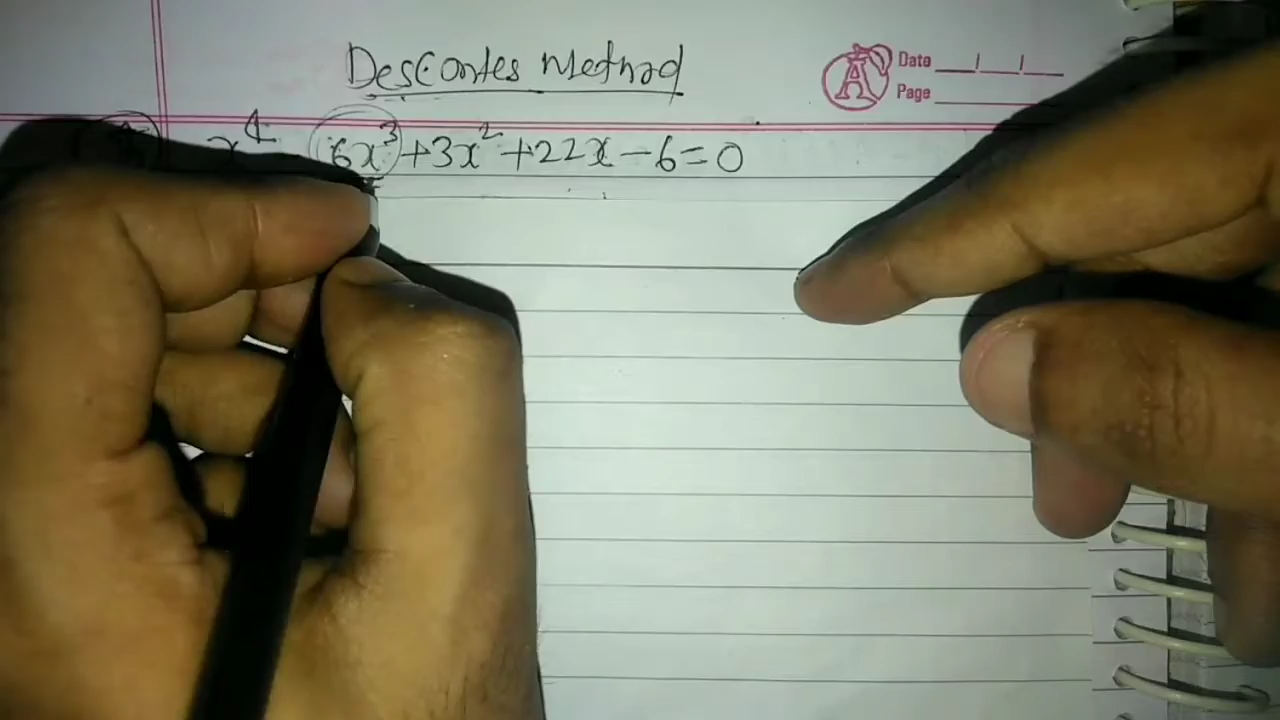 Descartes Method
Date
Page
x⁴ 6x³+3x²+22x-6=0